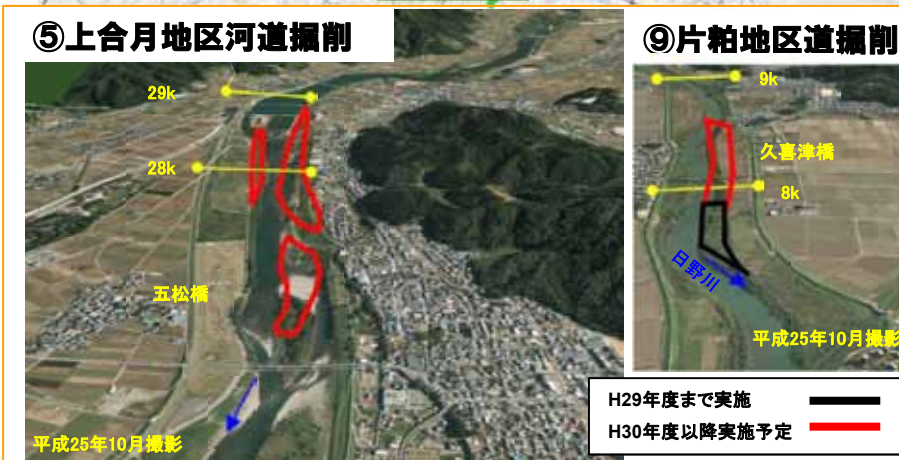 ⑤上合月地区河道掘削
29k
28k
五松橋
平成25年10月撮影
⑨片粕地区道掘削
9k
久喜津橋
8k
日野川
平成25年10月撮影
H29年度まで実施
H30年度以降実施予定